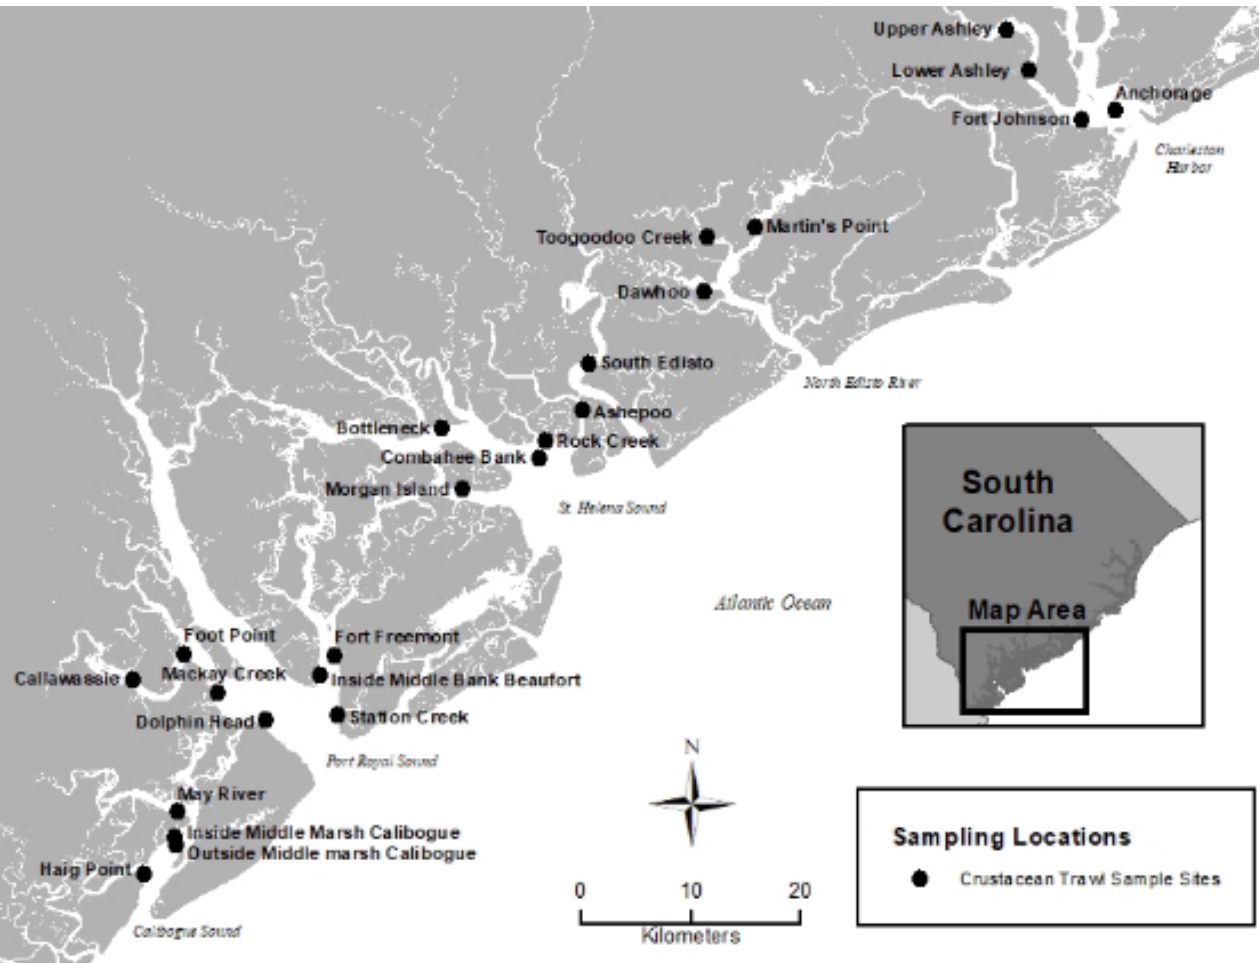 Upper Ashley
Lower Ashley
Anchorage
Fort Johnson
Charleston
Harbor
Martin's Point
Toogoodoo Creek
Dawhoo
South Edisto
North Edisto River
Ashepoo
Bottleneck
Rock Creek
Combahee Bank
Morgan Island
St. Helena Sound
South
Carolina
Map Area
Atlantic Ocean
Foot Point
Fort Freemont
Callawassie
Mackay Creek
Inside Middle Bank Beaufort
Dolphin Head
Station Creek
Port Royal Sound
N
May River
Inside Middle Marsh Calibogue
Outside Middle marsh Calibogue
Haig Point
Calibogue Sound
0 10 20
Kilometers
Sampling Locations
Crustacean Trawl Sample Sites